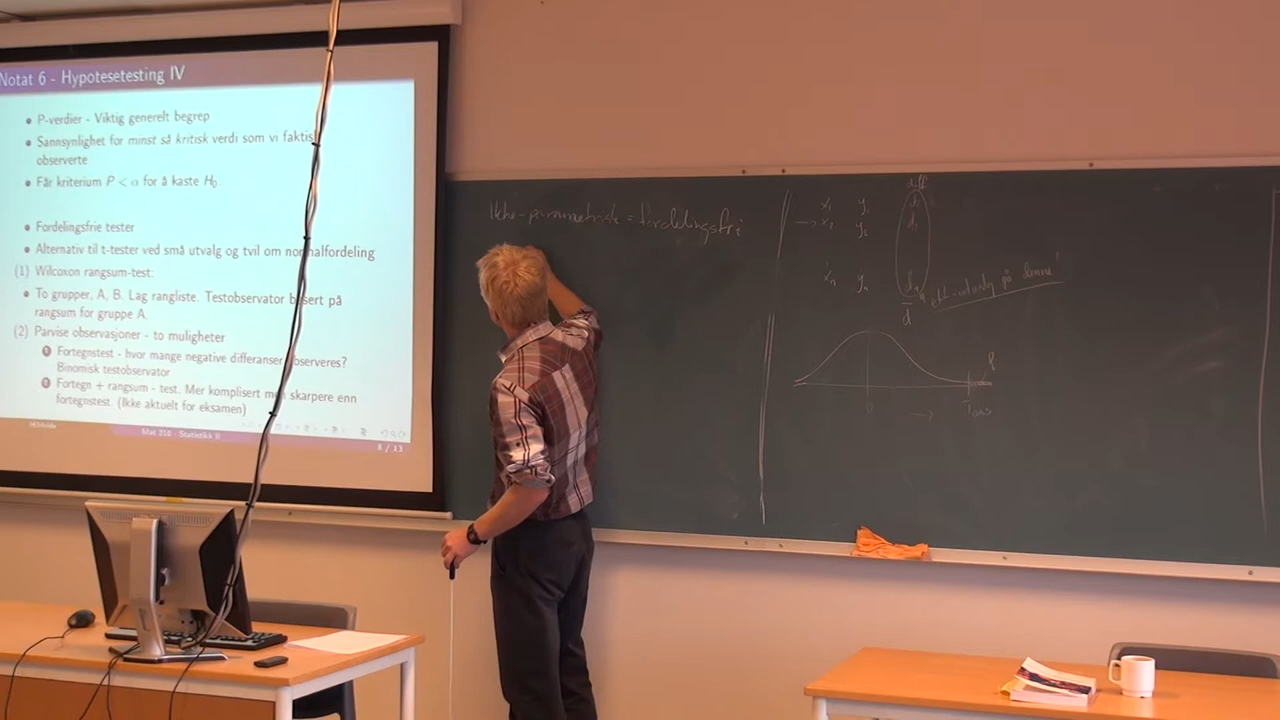 Notat 6 - Hypotesetesting IV
P-verdier - Viktig generelt begrep
Sannsynlighet for minst så kritisk verdi som vi faktisk
observerte
Får kriterium P < α for å kaste H₀
Fordelingsfrie tester
Alternativ til t-tester ved små utvalg og tvil om normalfordeling
(1) Wilcoxon rangsum-test:
To grupper, A, B. Lag rangliste. Testobservator basert på
rangsum for gruppe A.
(2) Parvise observasjoner - to muligheter
1 Fortegnstest - hvor mange negative differanser observeres?
Binomisk testobservator
2 Fortegn + rangsum - test. Mer komplisert men skarpere enn
fortegnstest. (Ikke aktuelt for eksamen)
Mat 210 - Statistikk II
8 / 13
Ikke-parametrisk = fordelingsfri
diff
x₁ y₁ d₁
→ x₂ y₂ d₂
xₙ yₙ dₙ
ett-utvalg på denne!
d̄
0 → Tobs